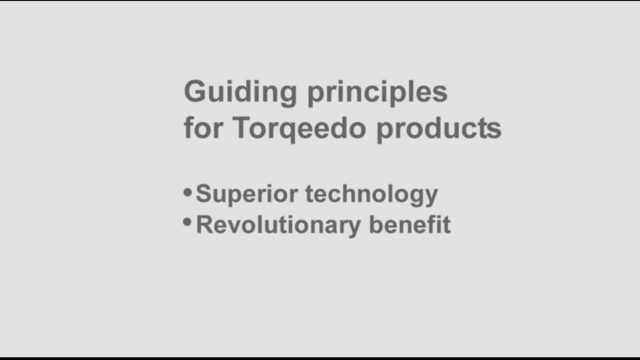 Guiding principles
for Torqeedo products
•Superior technology
•Revolutionary benefit